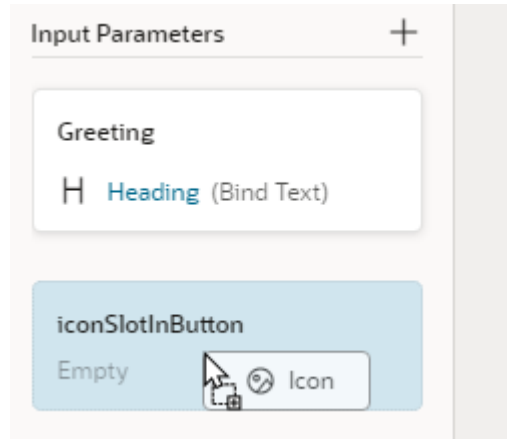 Input Parameters
Greeting
H Heading (Bind Text)
iconSlotInButton
Empty
Icon